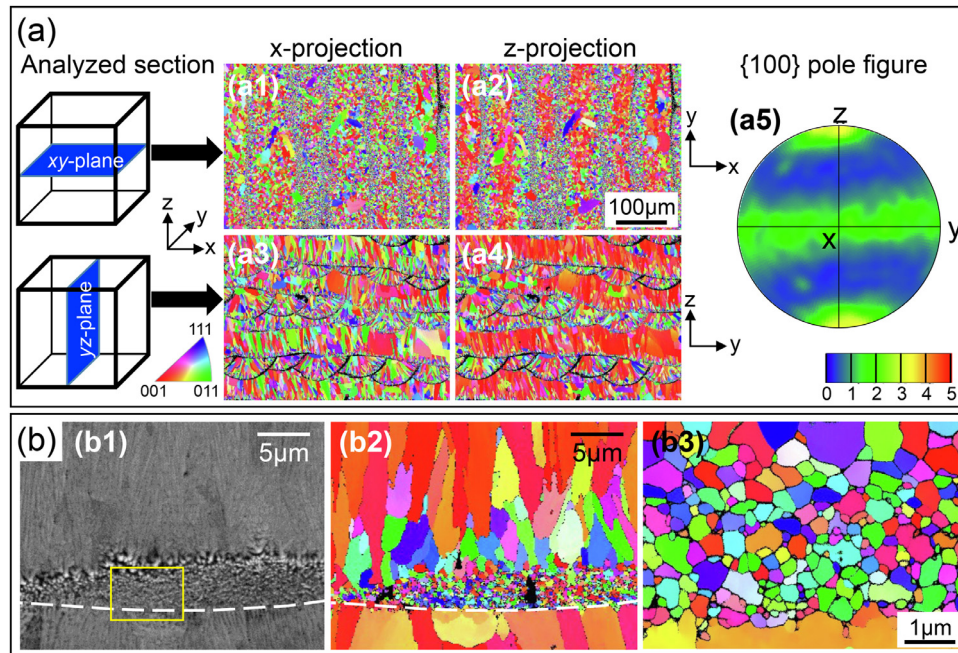 (a)
x-projection
z-projection
Analyzed section
{100} pole figure
(a1)
(a2)
(a5)
xy-plane
z
y
x
y
x
100µm
z
x
y
(a3)
(a4)
yz-plane
111
001
011
z
y
0 1 2 3 4 5
(b)
(b1)
5µm
(b2)
5µm
(b3)
1µm